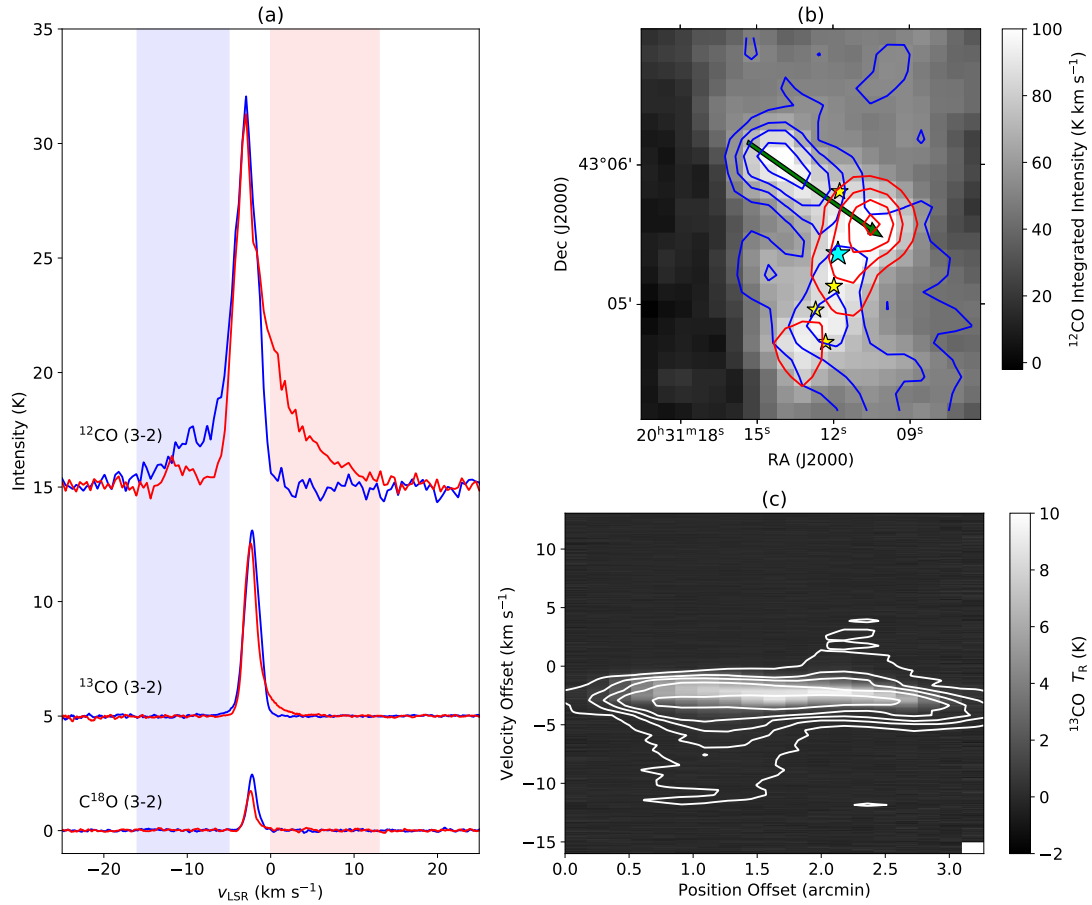 (a)
35
30
25
20
15
10
5
0
Intensity (K)
¹²CO (3-2)
¹³CO (3-2)
C¹⁸O (3-2)
−20
−10
0
10
20
v_LSR (km s⁻¹)
(b)
43°06'
05'
Dec (J2000)
20ʰ31ᵐ18ˢ
15ˢ
12ˢ
09ˢ
RA (J2000)
100
80
60
40
20
0
¹²CO Integrated Intensity (K km s⁻¹)
(c)
10
5
0
−5
−10
−15
Velocity Offset (km s⁻¹)
0.0
0.5
1.0
1.5
2.0
2.5
3.0
Position Offset (arcmin)
10
8
6
4
2
0
−2
¹³CO T_R (K)